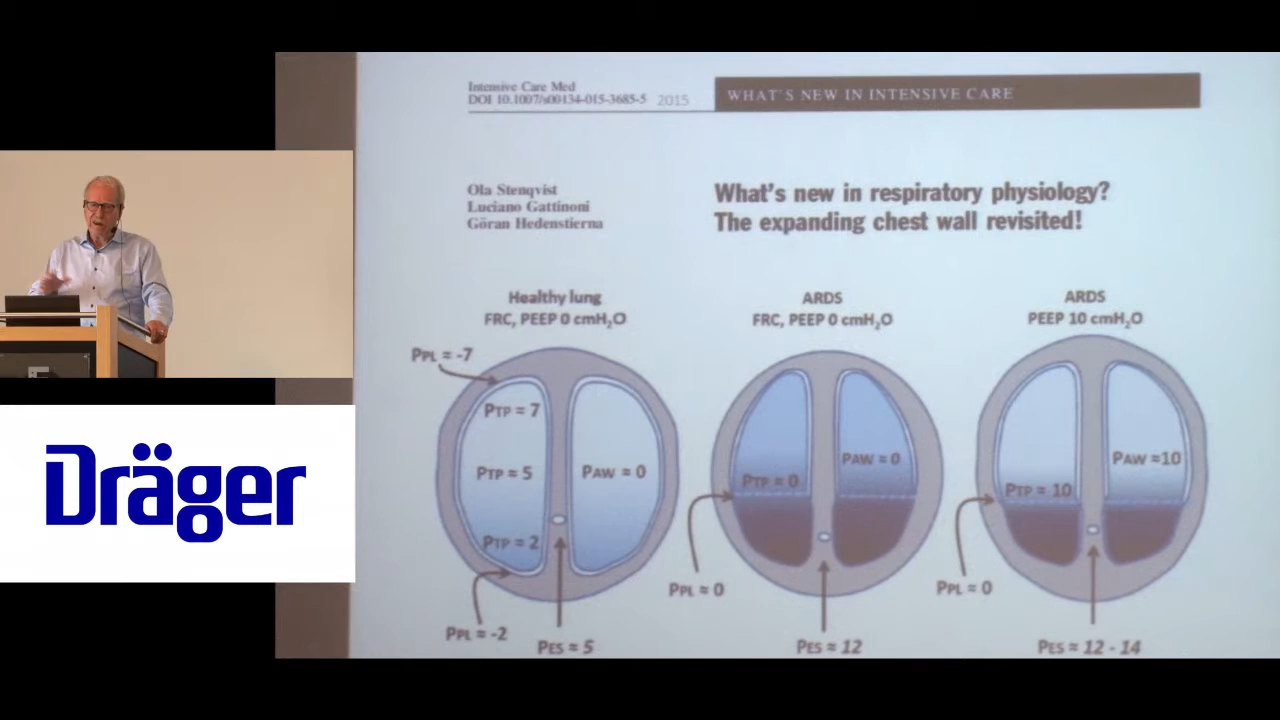 Intensive Care Med
DOI 10.1007/s00134-015-3685-5 2015
WHAT'S NEW IN INTENSIVE CARE
Ola Stenqvist
Luciano Gattinoni
Göran Hedenstierna
What's new in respiratory physiology?
The expanding chest wall revisited!
Healthy lung
FRC, PEEP 0 cmH₂O
PPL = -7
PTP = 7
PTP = 5
PAW = 0
PTP = 2
PPL = -2
PES = 5
ARDS
FRC, PEEP 0 cmH₂O
PAW = 0
PTP = 0
PPL = 0
PES = 12
ARDS
PEEP 10 cmH₂O
PAW =10
PTP = 10
PPL = 0
PES = 12 - 14
Dräger